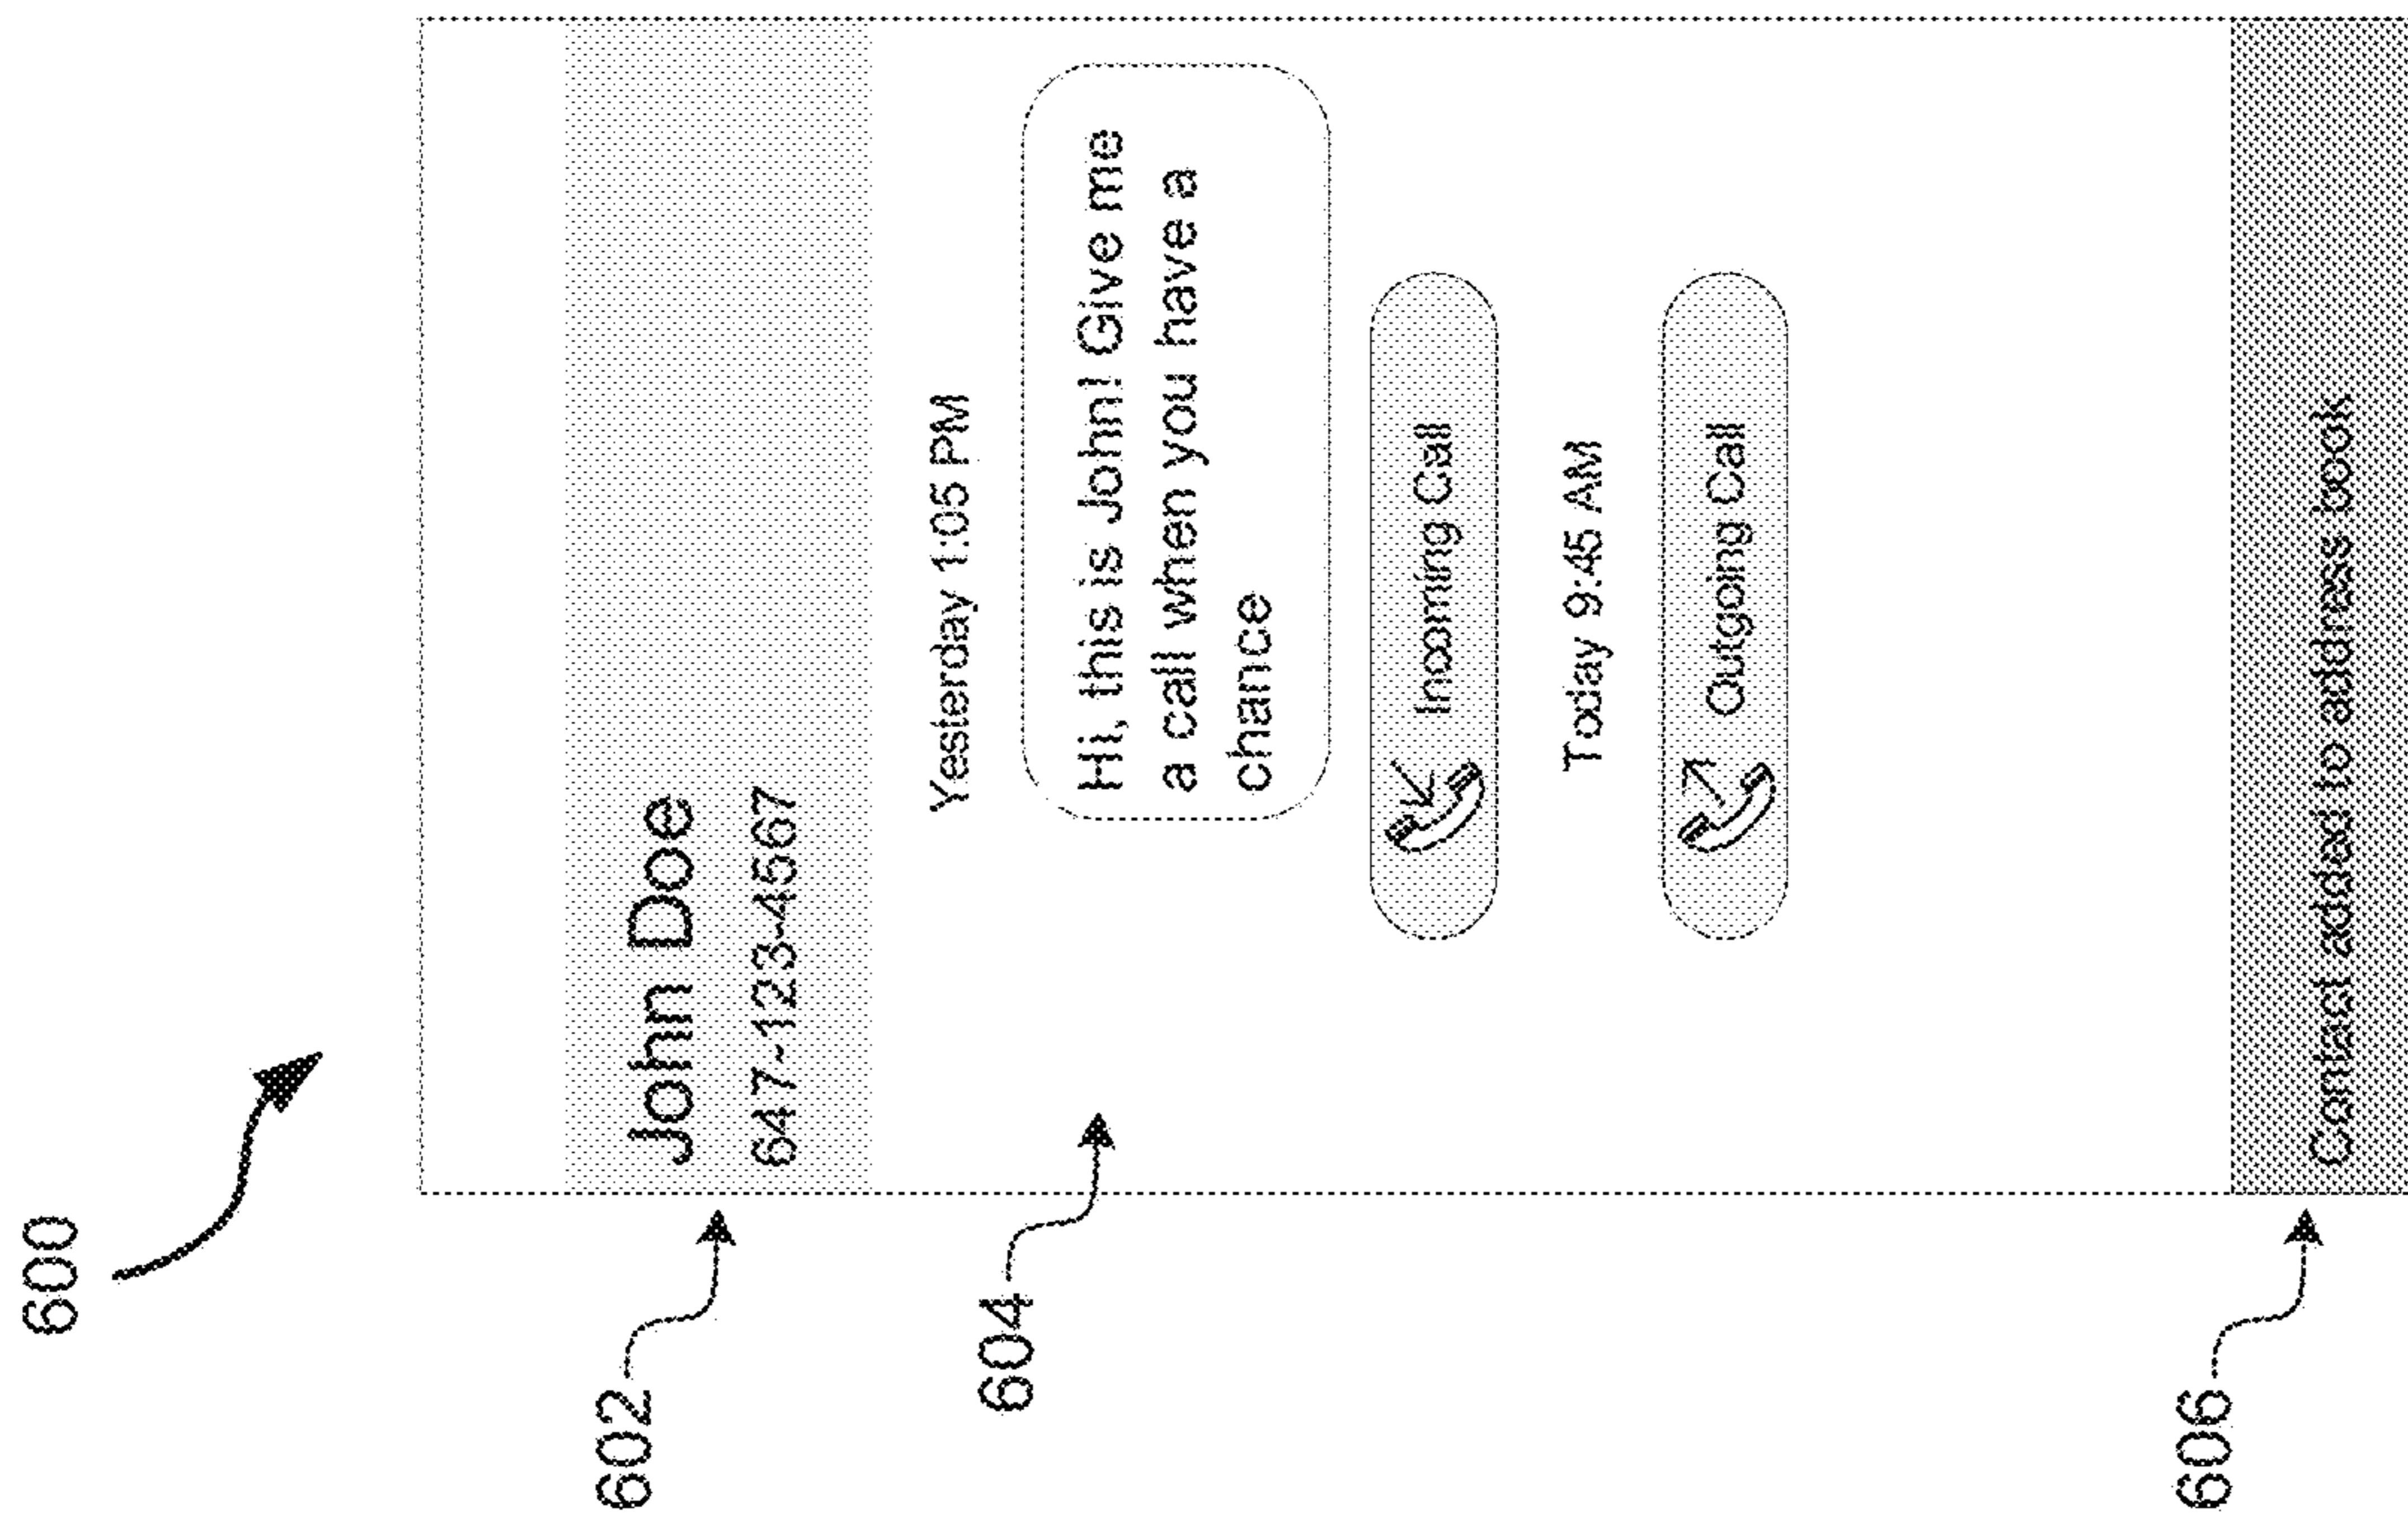 600
602
John Doe
647-123-4567
604
Yesterday 1:05 PM
Hi, this is John! Give me
a call when you have a
chance
Incoming Call
Today 9:45 AM
Outgoing Call
606
Contact added to address book